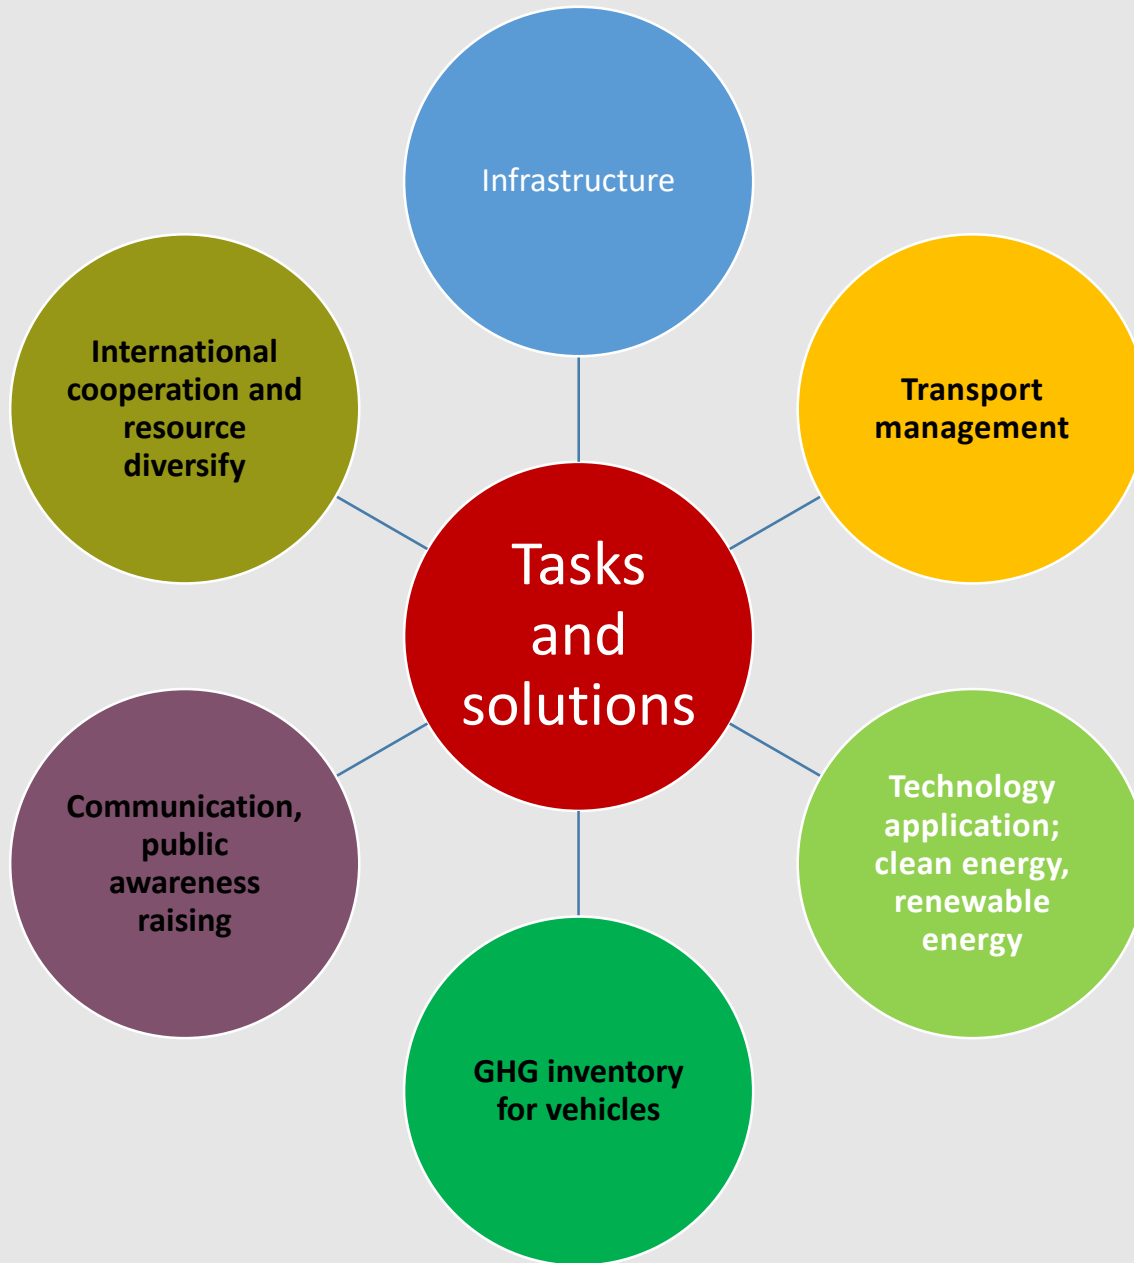 Infrastructure
Transport
management
Technology
application;
clean energy,
renewable
energy
GHG inventory
for vehicles
Communication,
public
awareness
raising
International
cooperation and
resource
diversify
Tasks
and
solutions